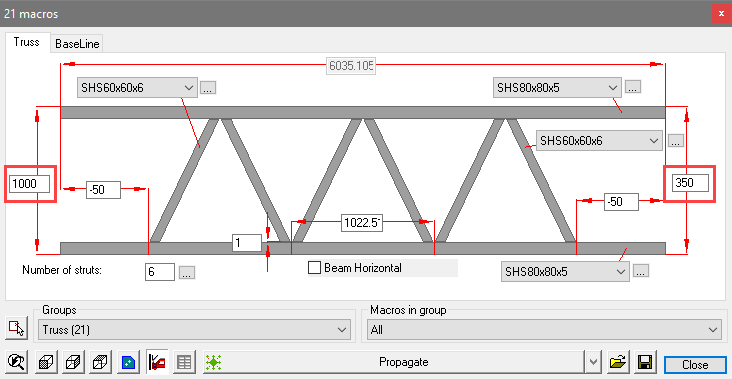 21 macros
Truss BaseLine
6035.105
SHS60x60x6 ... SHS80x80x5 ...
SHS60x60x6 ...
1000 -50 -50 350
1022.5
1
Number of struts: 6 ... Beam Horizontal SHS80x80x5 ...
Groups Macros in group
Truss (21) All
Propagate Close